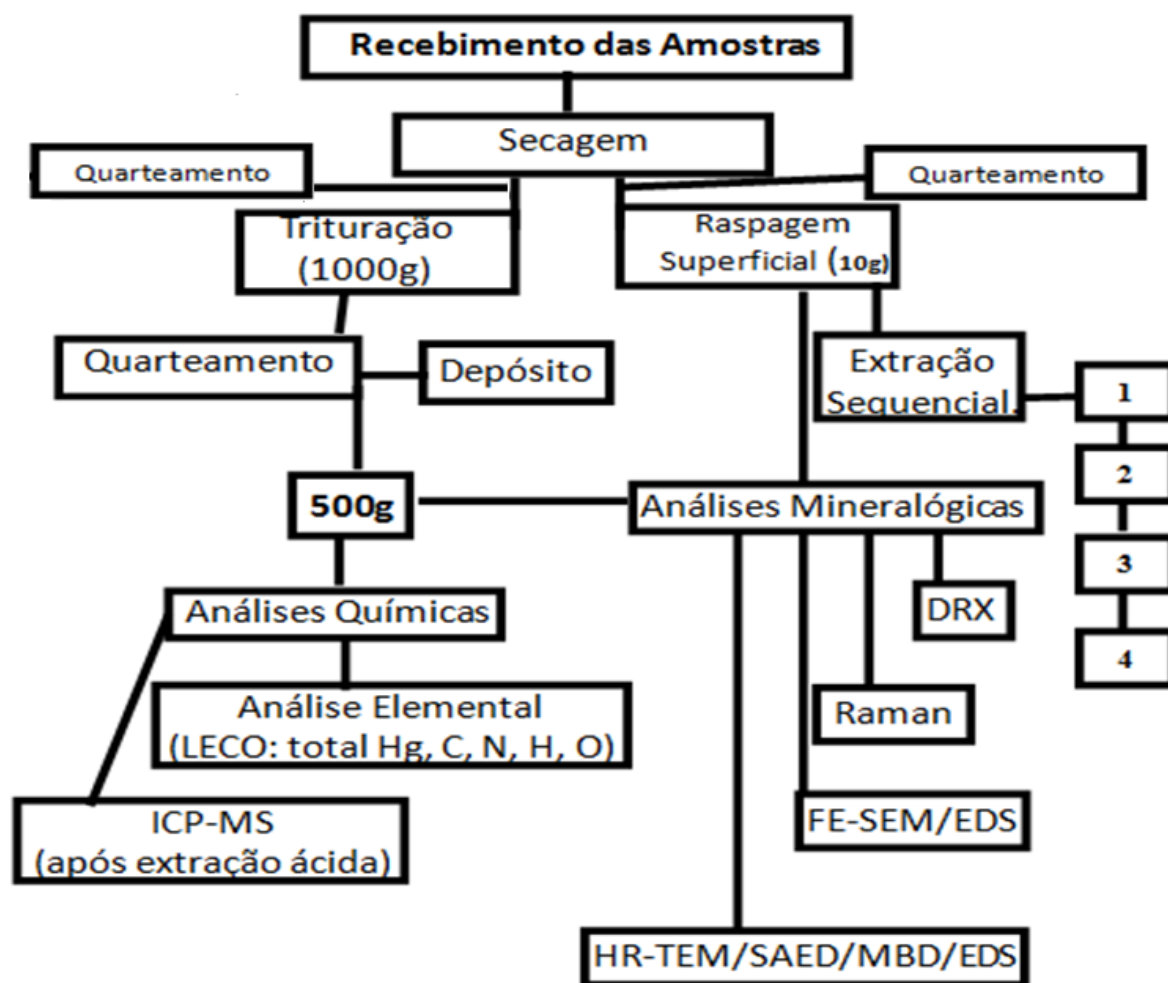 Recebimento das Amostras
Secagem
Quarteamento
Quarteamento
Trituração
(1000g)
Raspagem
Superficial (10g)
Quarteamento
Depósito
Extração
Sequencial.
1
2
3
4
500g
Análises Mineralógicas
Análises Químicas
DRX
Análise Elemental
(LECO: total Hg, C, N, H, O)
Raman
ICP-MS
(após extração ácida)
FE-SEM/EDS
HR-TEM/SAED/MBD/EDS